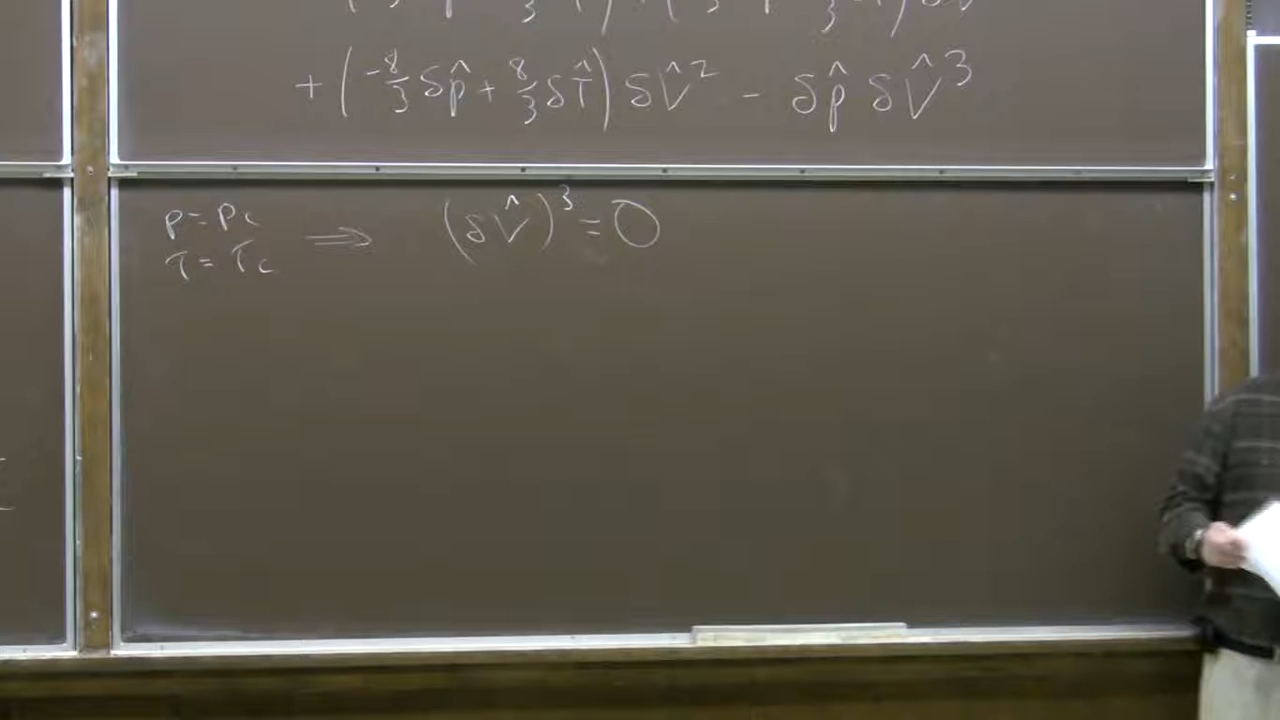 + (-8/3 δp̂ + 8/3 δT̂) δV̂² - δp̂ δV̂³
p = pc
T = Tc ⇒ (δV̂)³ = 0